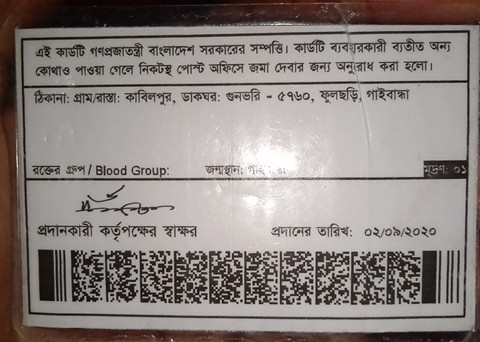 এই কার্ডটি গণপ্রজাতন্ত্রী বাংলাদেশ সরকারের সম্পত্তি। কার্ডটি ব্যবহারকারী ব্যতীত অন্য
কোথাও পাওয়া গেলে নিকটস্থ পোস্ট অফিসে জমা দেবার জন্য অনুরোধ করা হলো।
ঠিকানা: গ্রাম/রাস্তা: কাবিলপুর, ডাকঘর: গুনভরি - ৫৭৬০, ফুলছড়ি, গাইবান্ধা
রক্তের গ্রুপ / Blood Group: জন্মস্থান: মুদ্রণ: ০১
প্রদানকারী কর্তৃপক্ষের স্বাক্ষর প্রদানের তারিখ: ০২/০৯/২০২০